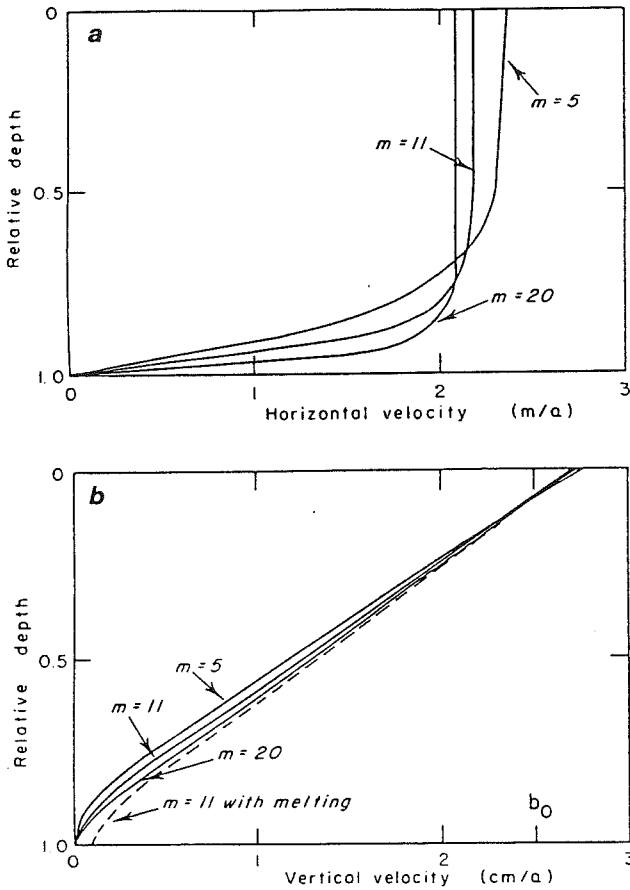 a
0
Relative depth
m = 5
m = 11
0.5
m = 20
1.0
0
1
2
3
Horizontal velocity (m/a)
b
0
Relative depth
m = 5
0.5
m = 11
m = 20
m = 11 with melting
b0
1.0
0
1
2
3
Vertical velocity (cm/a)